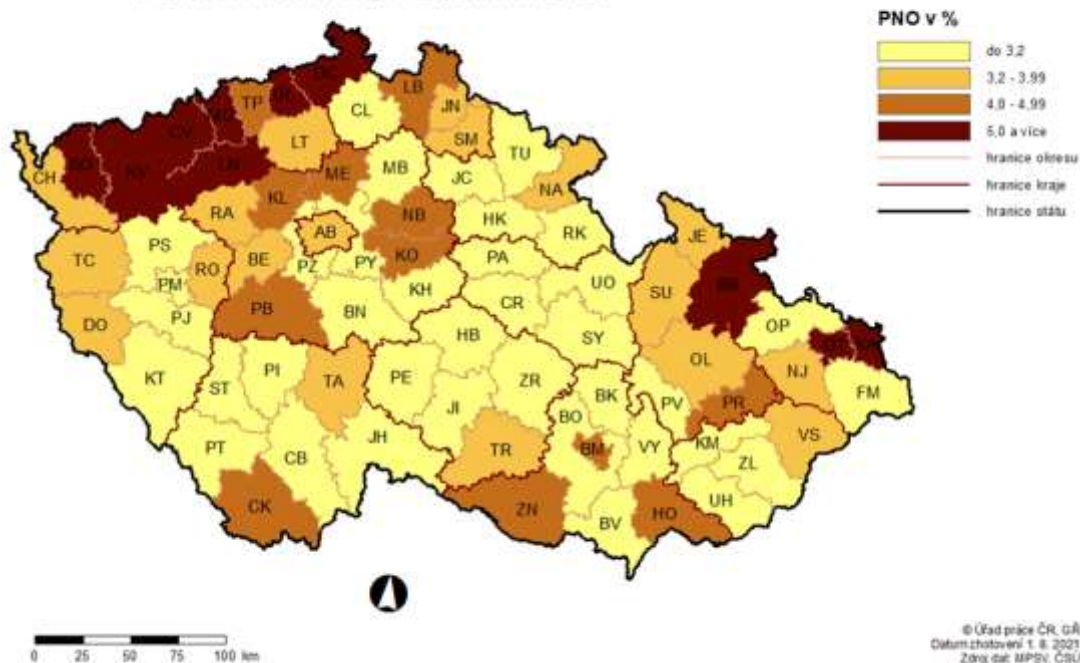 PNO v %
do 3,2
3,2 - 3,99
4,0 - 4,99
5,0 a více
hranice okresu
hranice kraje
hranice státu
LB
TP
JN
CL
LT
SM
TU
CH
ME
MB
JC
NA
KL
RA
NB
HK
AB
RK
PS
KO
JE
TC
BE
PA
RO
PZ
PY
UO
PM
KH
SU
CR
PB
BN
OP
DO
PJ
HB
SY
OL
KT
PI
NJ
ST
TA
PE
ZR
FM
BK
PV
PR
JI
BO
VS
JH
KM
PT
TR
BM
VY
CB
ZL
CK
ZN
HO
UH
BV
0 25 50 75 100 km
© Úřad práce ČR, GŘ
Datum zhotovení 1. 8. 2021
Zdroj dat: MPSV, ČSÚ